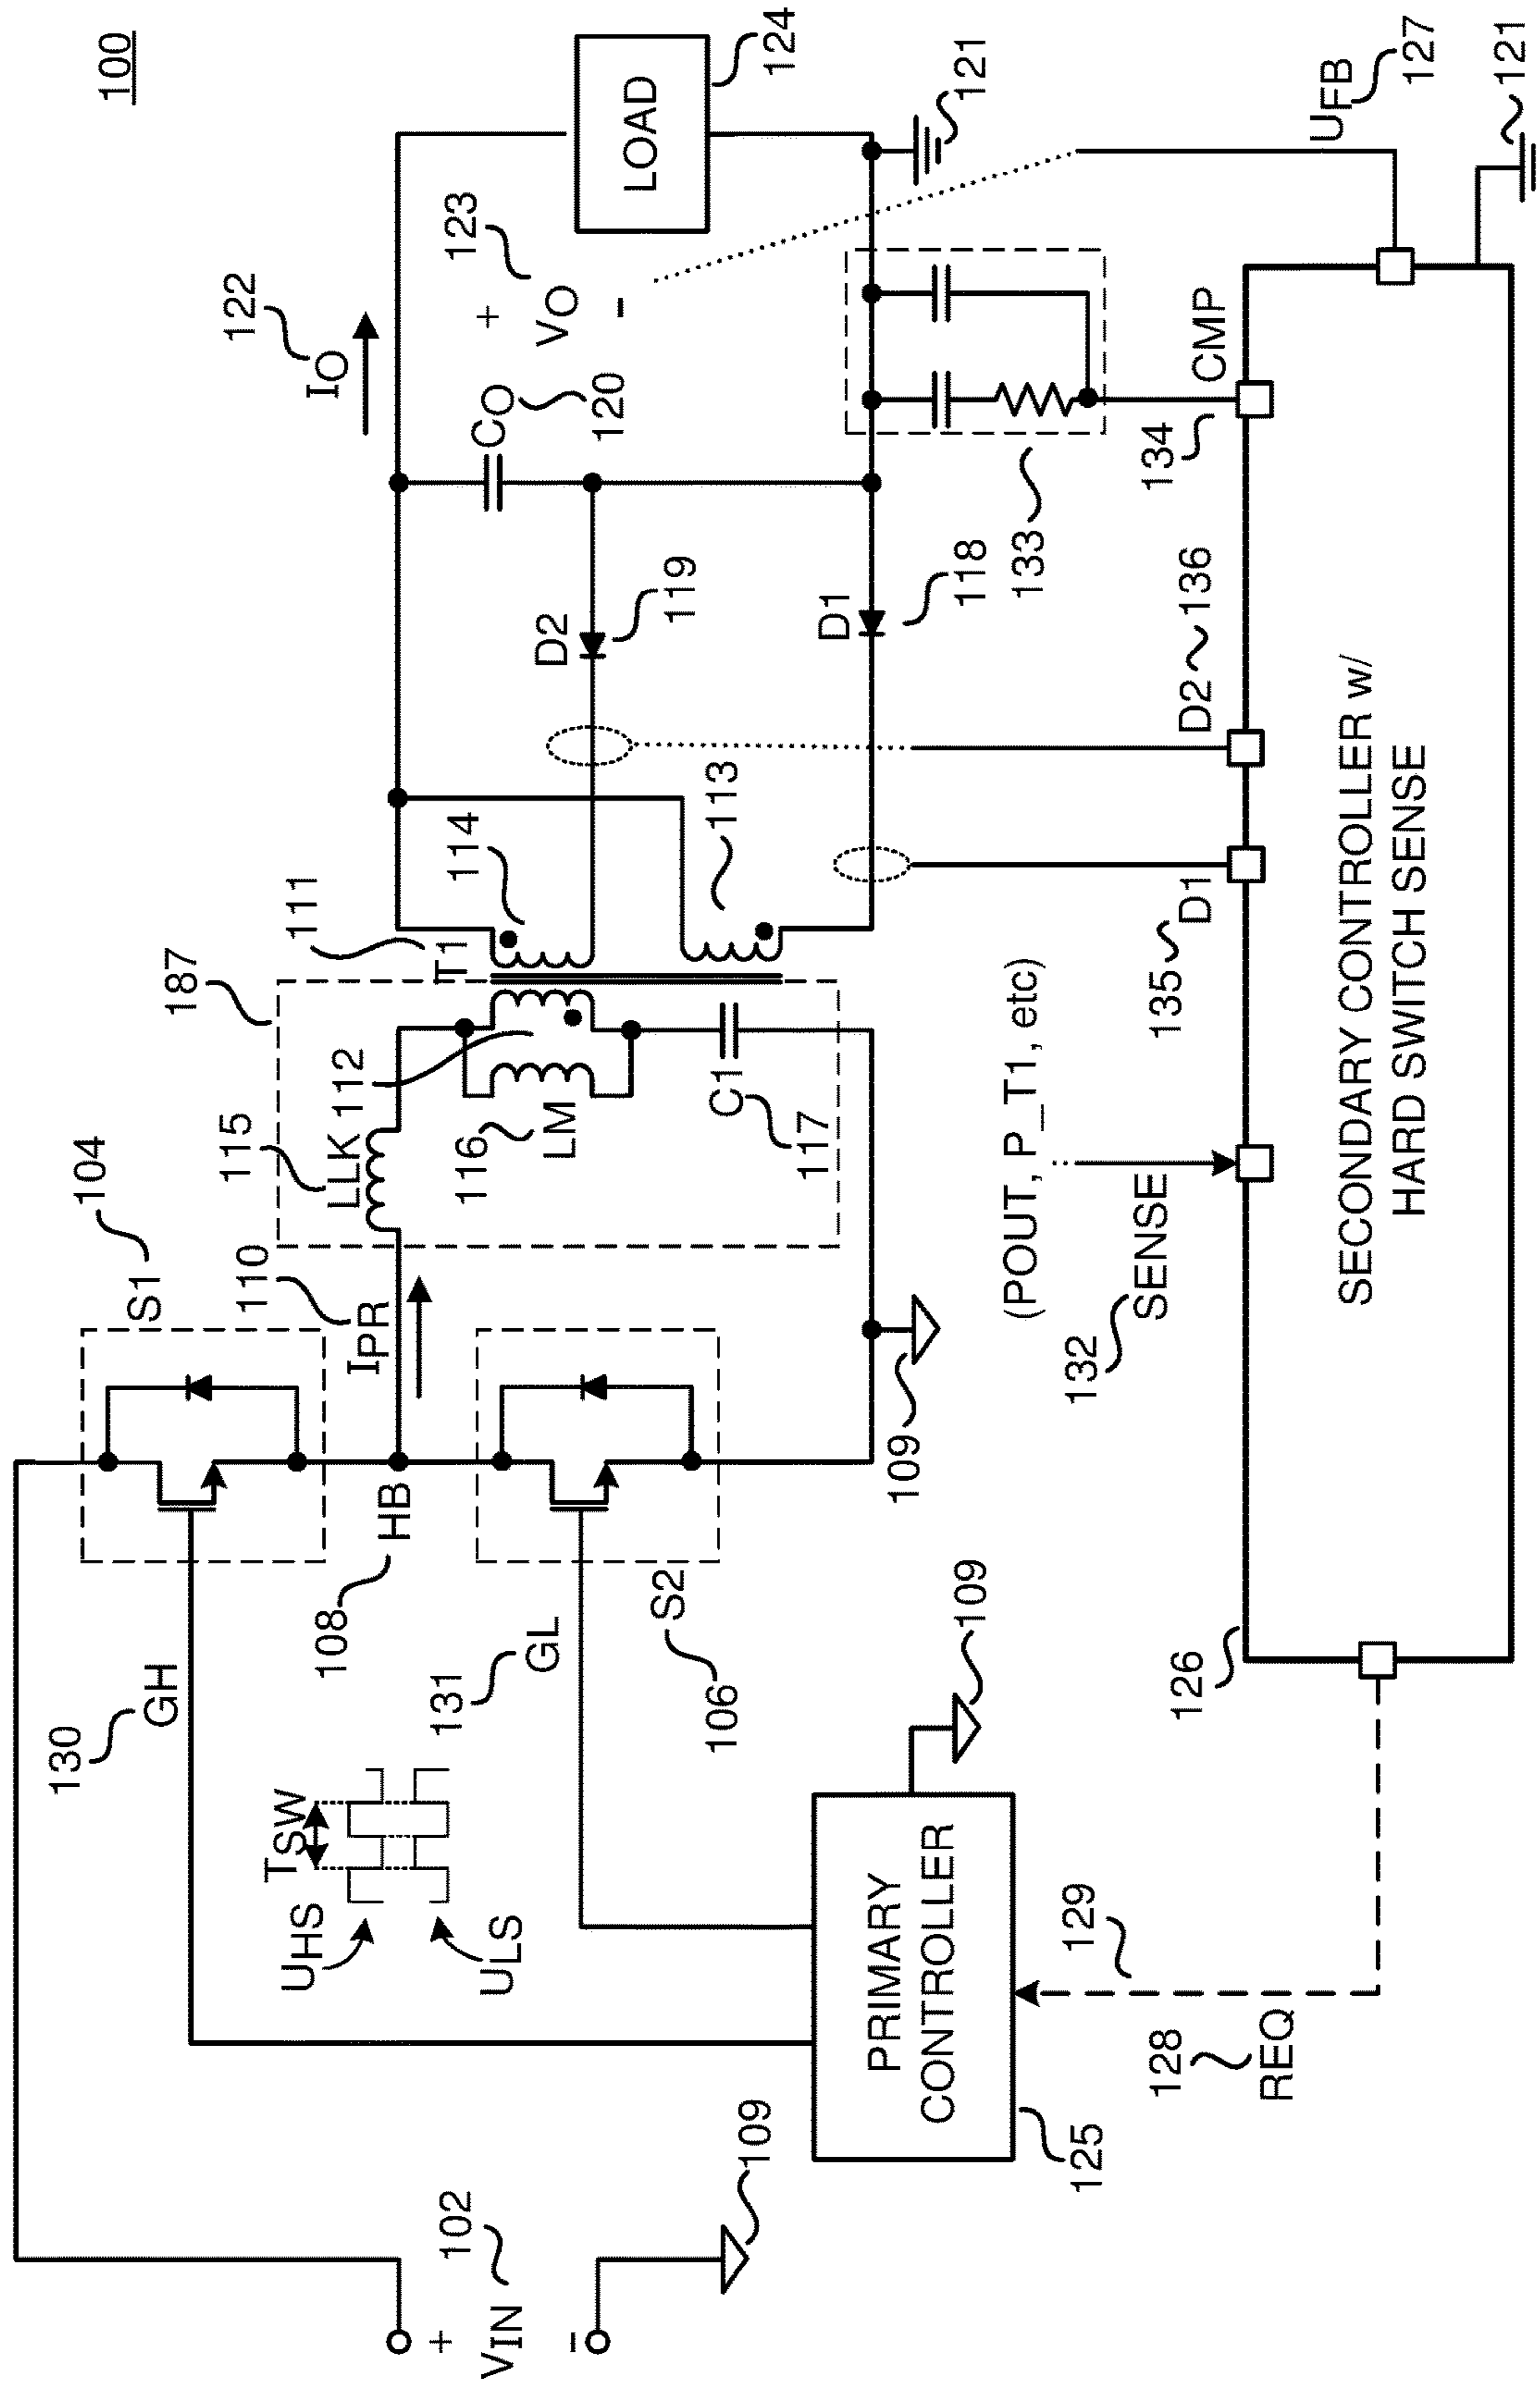 100
VIN
102
+
-
109
130
GH
S1
104
UHS
TSW
ULS
108
HB
IPR
110
131
GL
S2
106
109
187
115
LLK
112
116
LM
C1
117
T1
111
114
113
D2
119
D1
118
IO
122
CO
120
+
VO
-
123
LOAD
124
121
133
134
CMP
UFB
127
121
PRIMARY
CONTROLLER
125
109
128
REQ
129
126
132
SENSE
(POUT, P_T1, etc)
135
D1
D2
136
SECONDARY CONTROLLER w/
HARD SWITCH SENSE